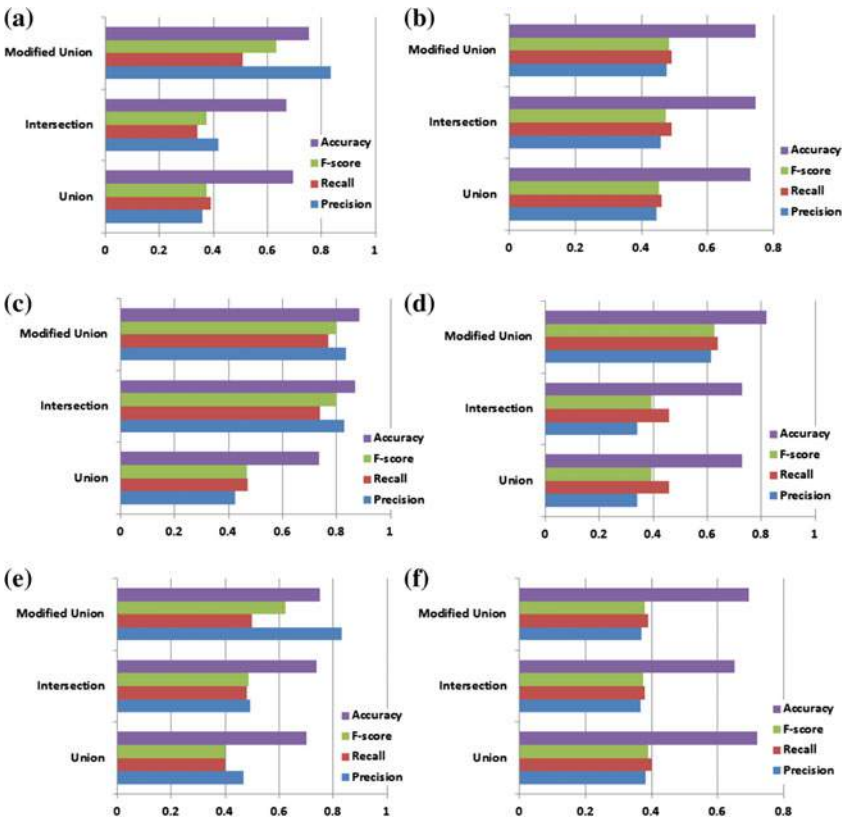 (a)
Modified Union
Intersection
Union
Accuracy
F-score
Recall
Precision
0 0.2 0.4 0.6 0.8 1
(b)
Modified Union
Intersection
Union
Accuracy
F-score
Recall
Precision
0 0.2 0.4 0.6 0.8
(c)
Modified Union
Intersection
Union
Accuracy
F-score
Recall
Precision
0 0.2 0.4 0.6 0.8 1
(d)
Modified Union
Intersection
Union
Accuracy
F-score
Recall
Precision
0 0.2 0.4 0.6 0.8 1
(e)
Modified Union
Intersection
Union
Accuracy
F-score
Recall
Precision
0 0.2 0.4 0.6 0.8 1
(f)
Modified Union
Intersection
Union
Accuracy
F-score
Recall
Precision
0 0.2 0.4 0.6 0.8